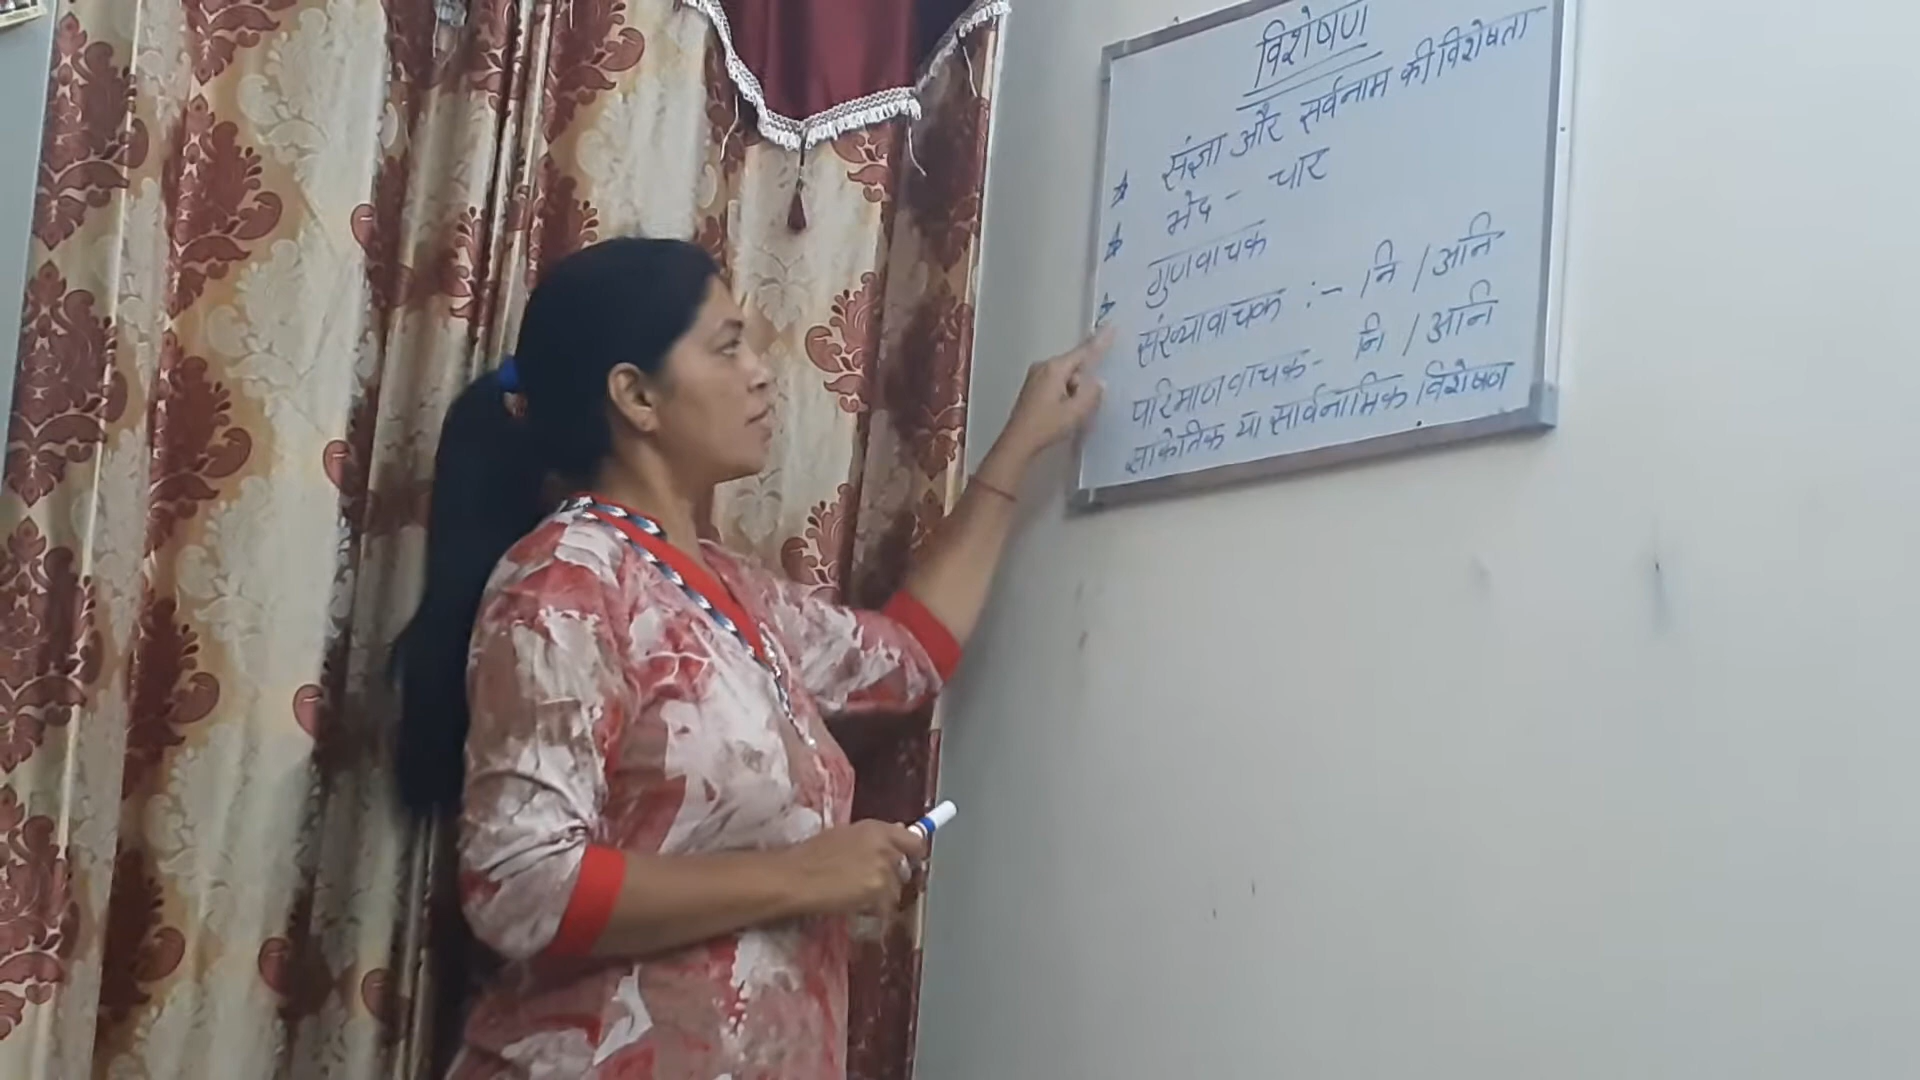 विशेषण
संज्ञा और सर्वनाम की विशेषता
भेद - चार
गुणवाचक
संख्यावाचक :- नि / अनि
परिमाणवाचक - नि / अनि
सांकेतिक या सार्वनामिक विशेषण